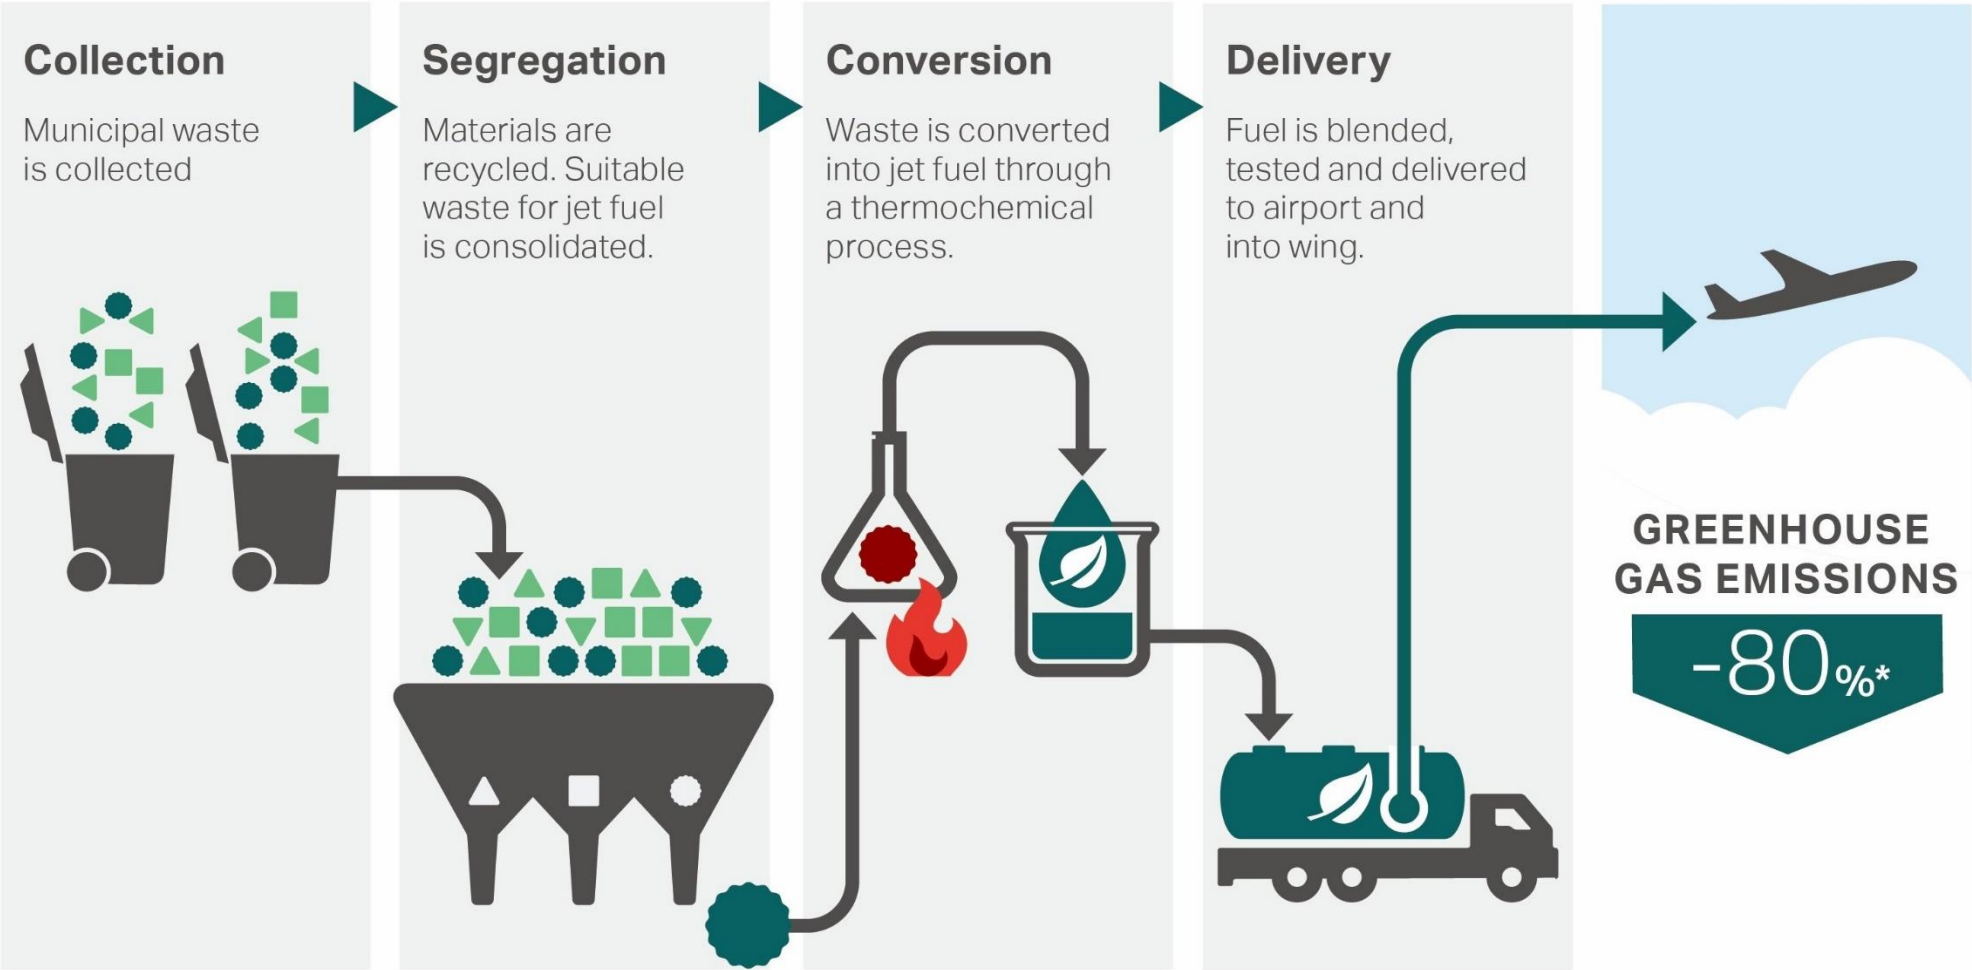 Collection
Municipal waste
is collected
Segregation
Materials are
recycled. Suitable
waste for jet fuel
is consolidated.
Conversion
Waste is converted
into jet fuel through
a thermochemical
process.
Delivery
Fuel is blended,
tested and delivered
to airport and
into wing.
GREENHOUSE
GAS EMISSIONS
-80%*